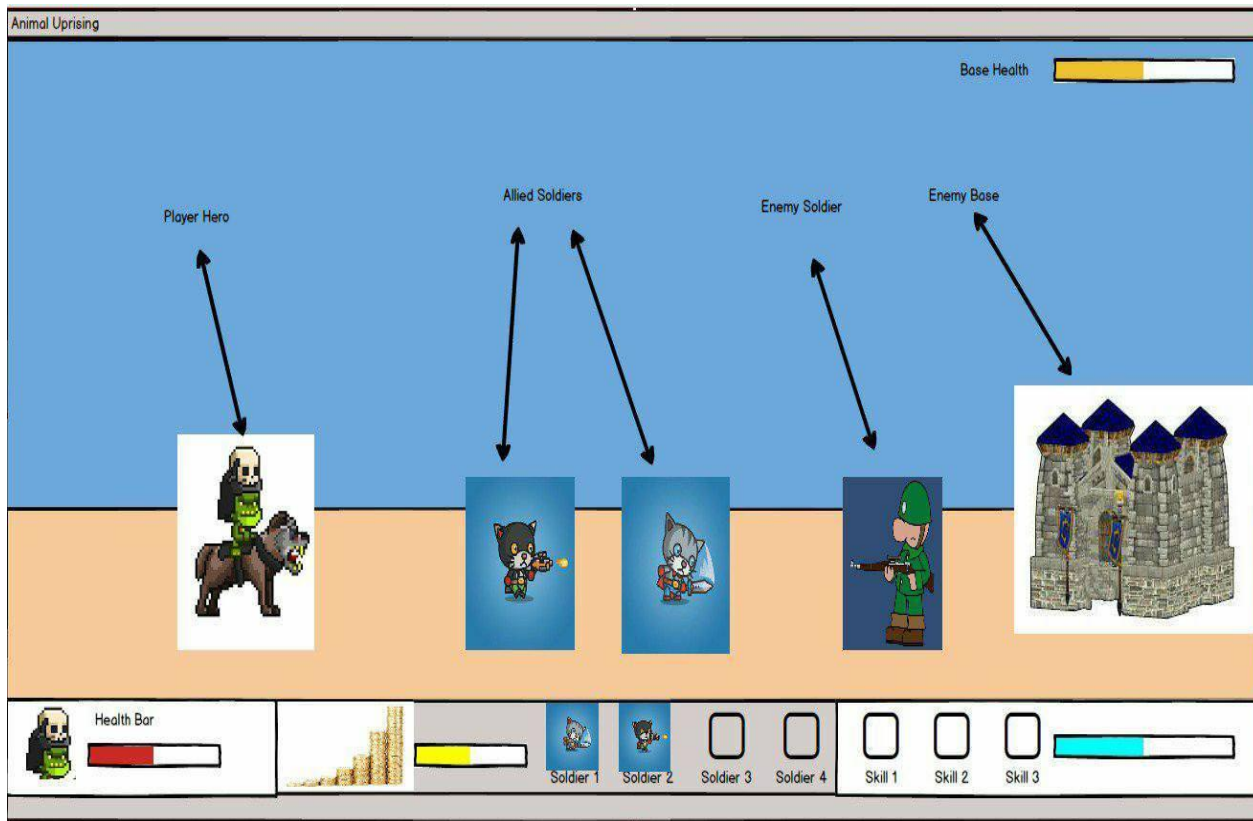 Animal Uprising
Base Health
Player Hero
Allied Soldiers
Enemy Soldier
Enemy Base
Health Bar
Soldier 1
Soldier 2
Soldier 3
Soldier 4
Skill 1
Skill 2
Skill 3